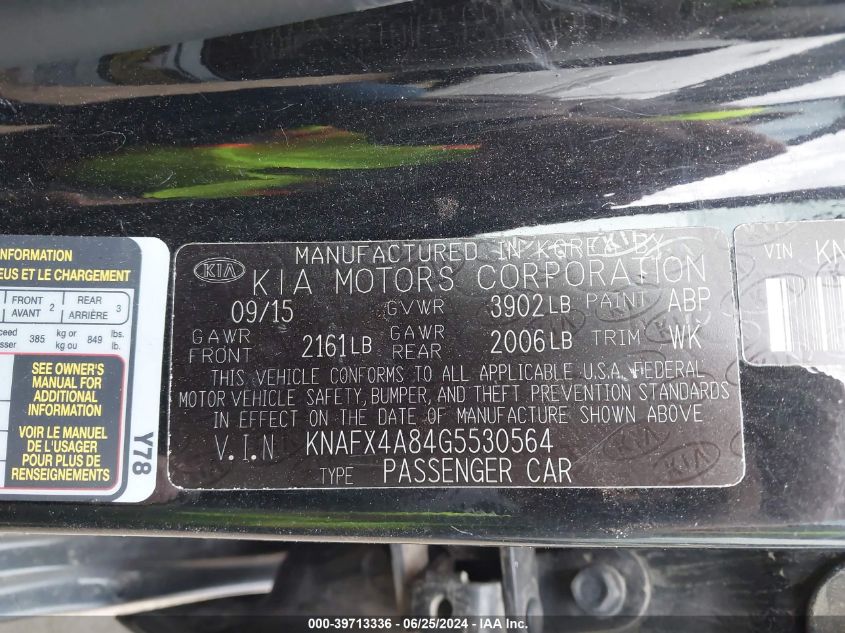 INFORMATION
EUS ET LE CHARGEMENT
FRONT AVANT 2 REAR ARRIÈRE 3
385 kg or kg ou 849 lbs. lb.
SEE OWNER'S
MANUAL FOR
ADDITIONAL
INFORMATION
VOIR LE MANUEL
DE L'USAGER
POUR PLUS DE
RENSEIGNEMENTS
Y78
MANUFACTURED IN KOREA BY
KIA KIA MOTORS CORPORATION
09/15 GVWR 3902LB PAINT ABP
GAWR FRONT 2161LB GAWR REAR 2006LB TRIM WK
THIS VEHICLE CONFORMS TO ALL APPLICABLE U.S.A. FEDERAL
MOTOR VEHICLE SAFETY, BUMPER, AND THEFT PREVENTION STANDARDS
IN EFFECT ON THE DATE OF MANUFACTURE SHOWN ABOVE
V.I.N KNAFX4A84G5530564
TYPE PASSENGER CAR
VIN KN
000-39713336 - 06/25/2024 - IAA Inc.